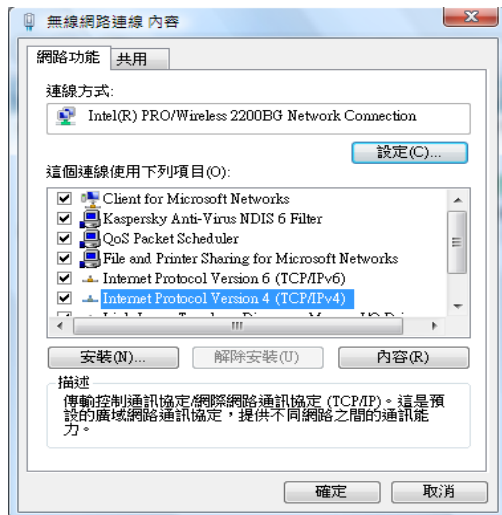 無線網路連線 內容
網路功能
共用
連線方式:
Intel(R) PRO/Wireless 2200BG Network Connection
設定(C)...
這個連線使用下列項目(O):
Client for Microsoft Networks
Kaspersky Anti-Virus NDIS 6 Filter
QoS Packet Scheduler
File and Printer Sharing for Microsoft Networks
Internet Protocol Version 6 (TCP/IPv6)
Internet Protocol Version 4 (TCP/IPv4)
安裝(N)...
解除安裝(U)
內容(R)
描述
傳輸控制通訊協定/網際網路通訊協定 (TCP/IP)。這是預
設的廣域網路通訊協定，提供不同網路之間的通訊能
力。
確定
取消